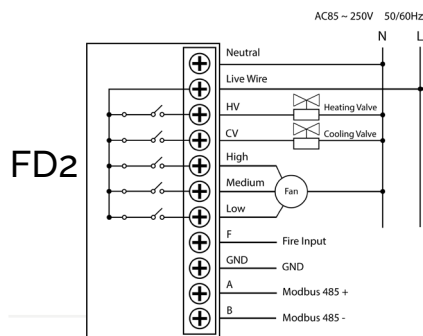 AC85 ~ 250V 50/60Hz
N L
Neutral
Live Wire
HV Heating Valve
CV Cooling Valve
High
FD2
Medium Fan
Low
F Fire Input
GND GND
A Modbus 485 +
B Modbus 485 -